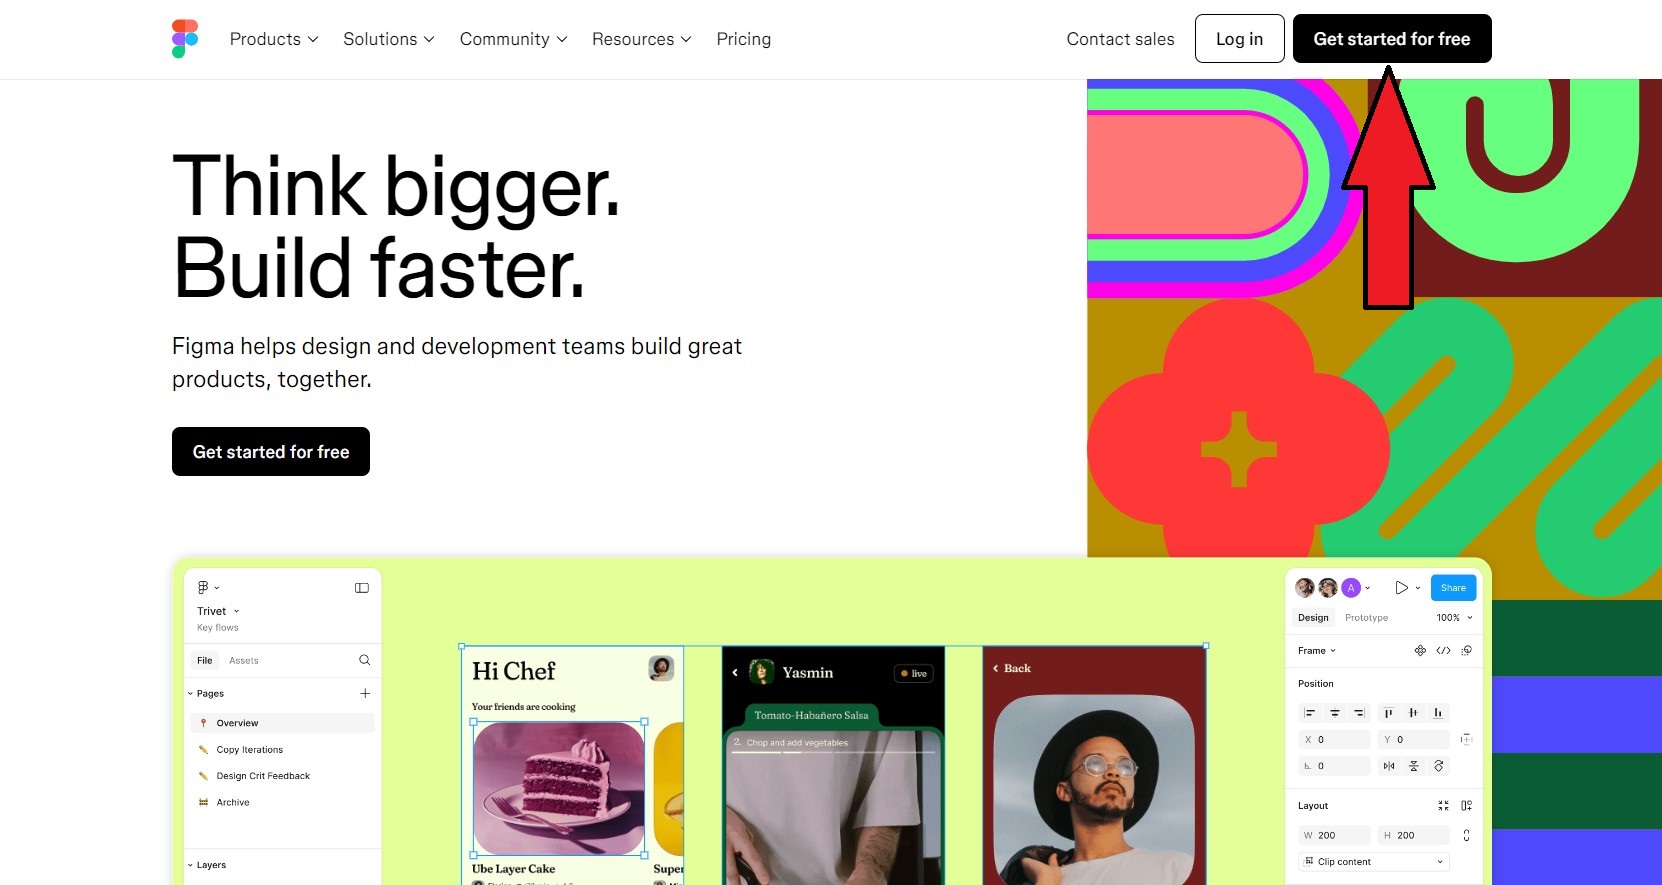 Products Solutions Community Resources Pricing Contact sales Log in Get started for free
Think bigger.
Build faster.
Figma helps design and development teams build great
products, together.
Get started for free
Trivet
Key flows
File Assets
Pages
Overview
Copy Iterations
Design Crit Feedback
Archive
Layers
Hi Chef
Your friends are cooking
Ube Layer Cake
Super
Yasmin
live
Tomato-Habañero Salsa
2. Chop and add vegetables
Back
A
Share
Design Prototype 100%
Frame
Position
X 0 Y 0
0
Layout
W 200 H 200
Clip content